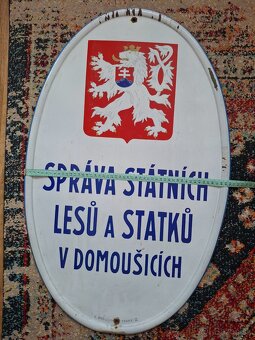 SPRÁVA STÁTNÍCH
LESŮ A STATKŮ
V DOMOUŠICÍCH